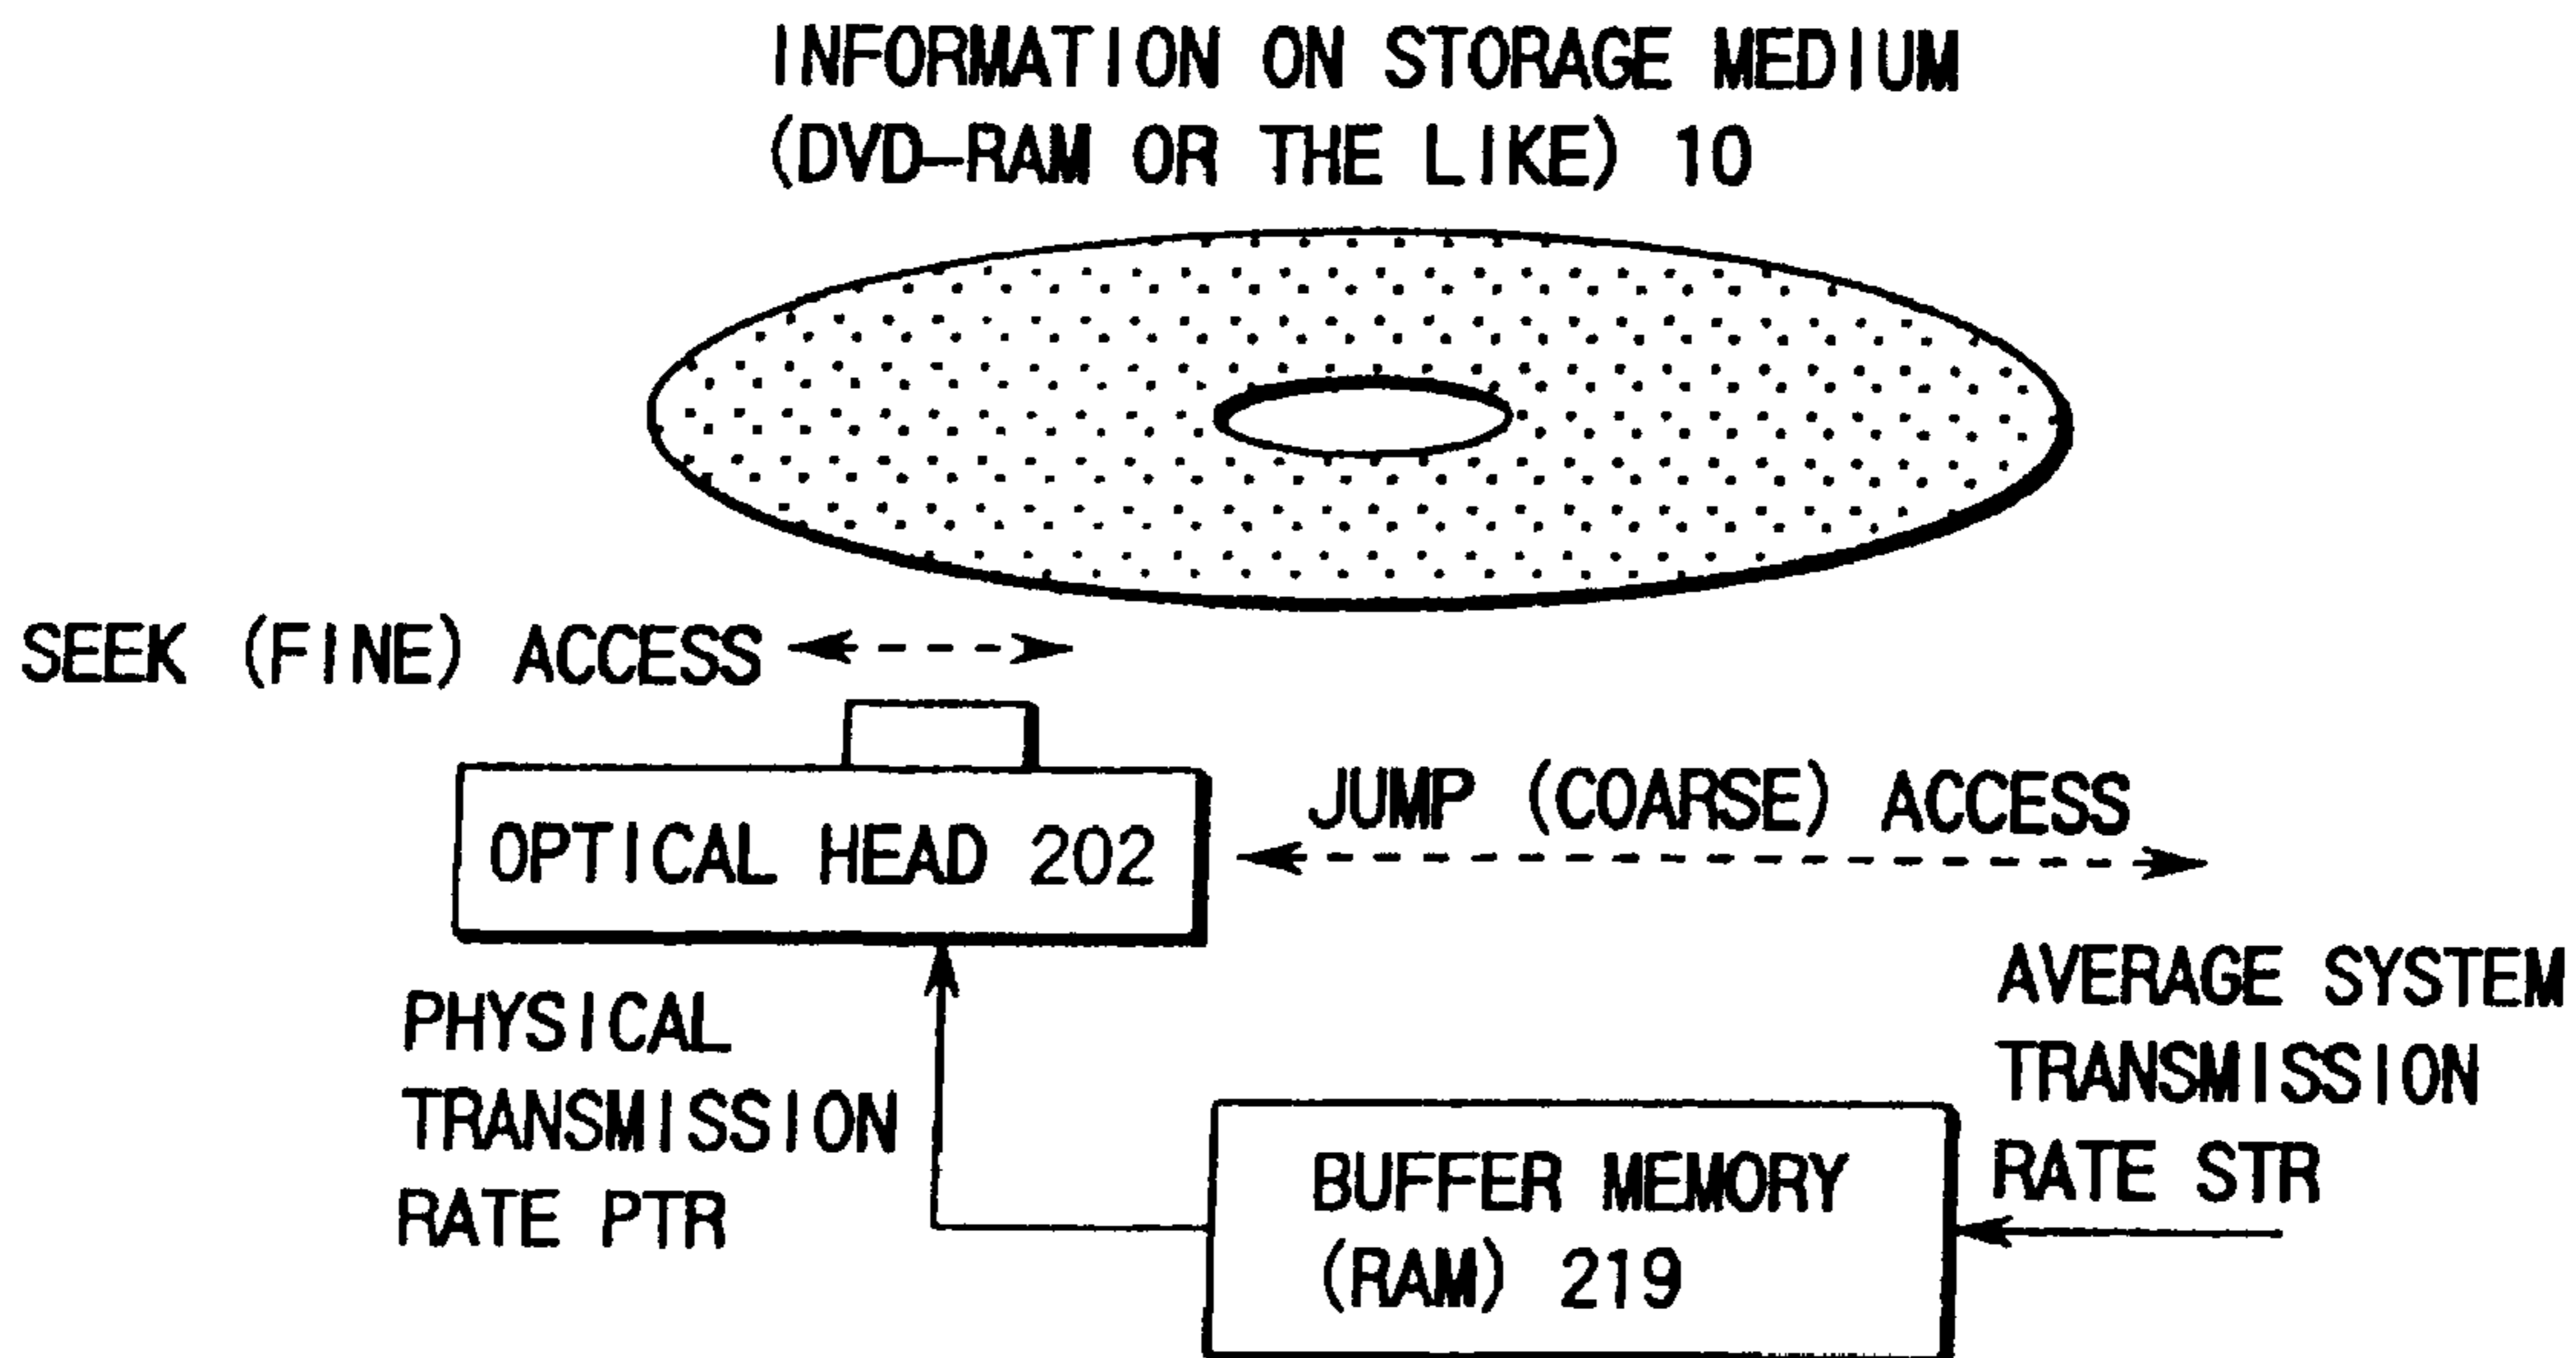 INFORMATION ON STORAGE MEDIUM
(DVD-RAM OR THE LIKE) 10
SEEK (FINE) ACCESS
OPTICAL HEAD 202
JUMP (COARSE) ACCESS
PHYSICAL
TRANSMISSION
RATE PTR
AVERAGE SYSTEM
TRANSMISSION
RATE STR
BUFFER MEMORY
(RAM) 219